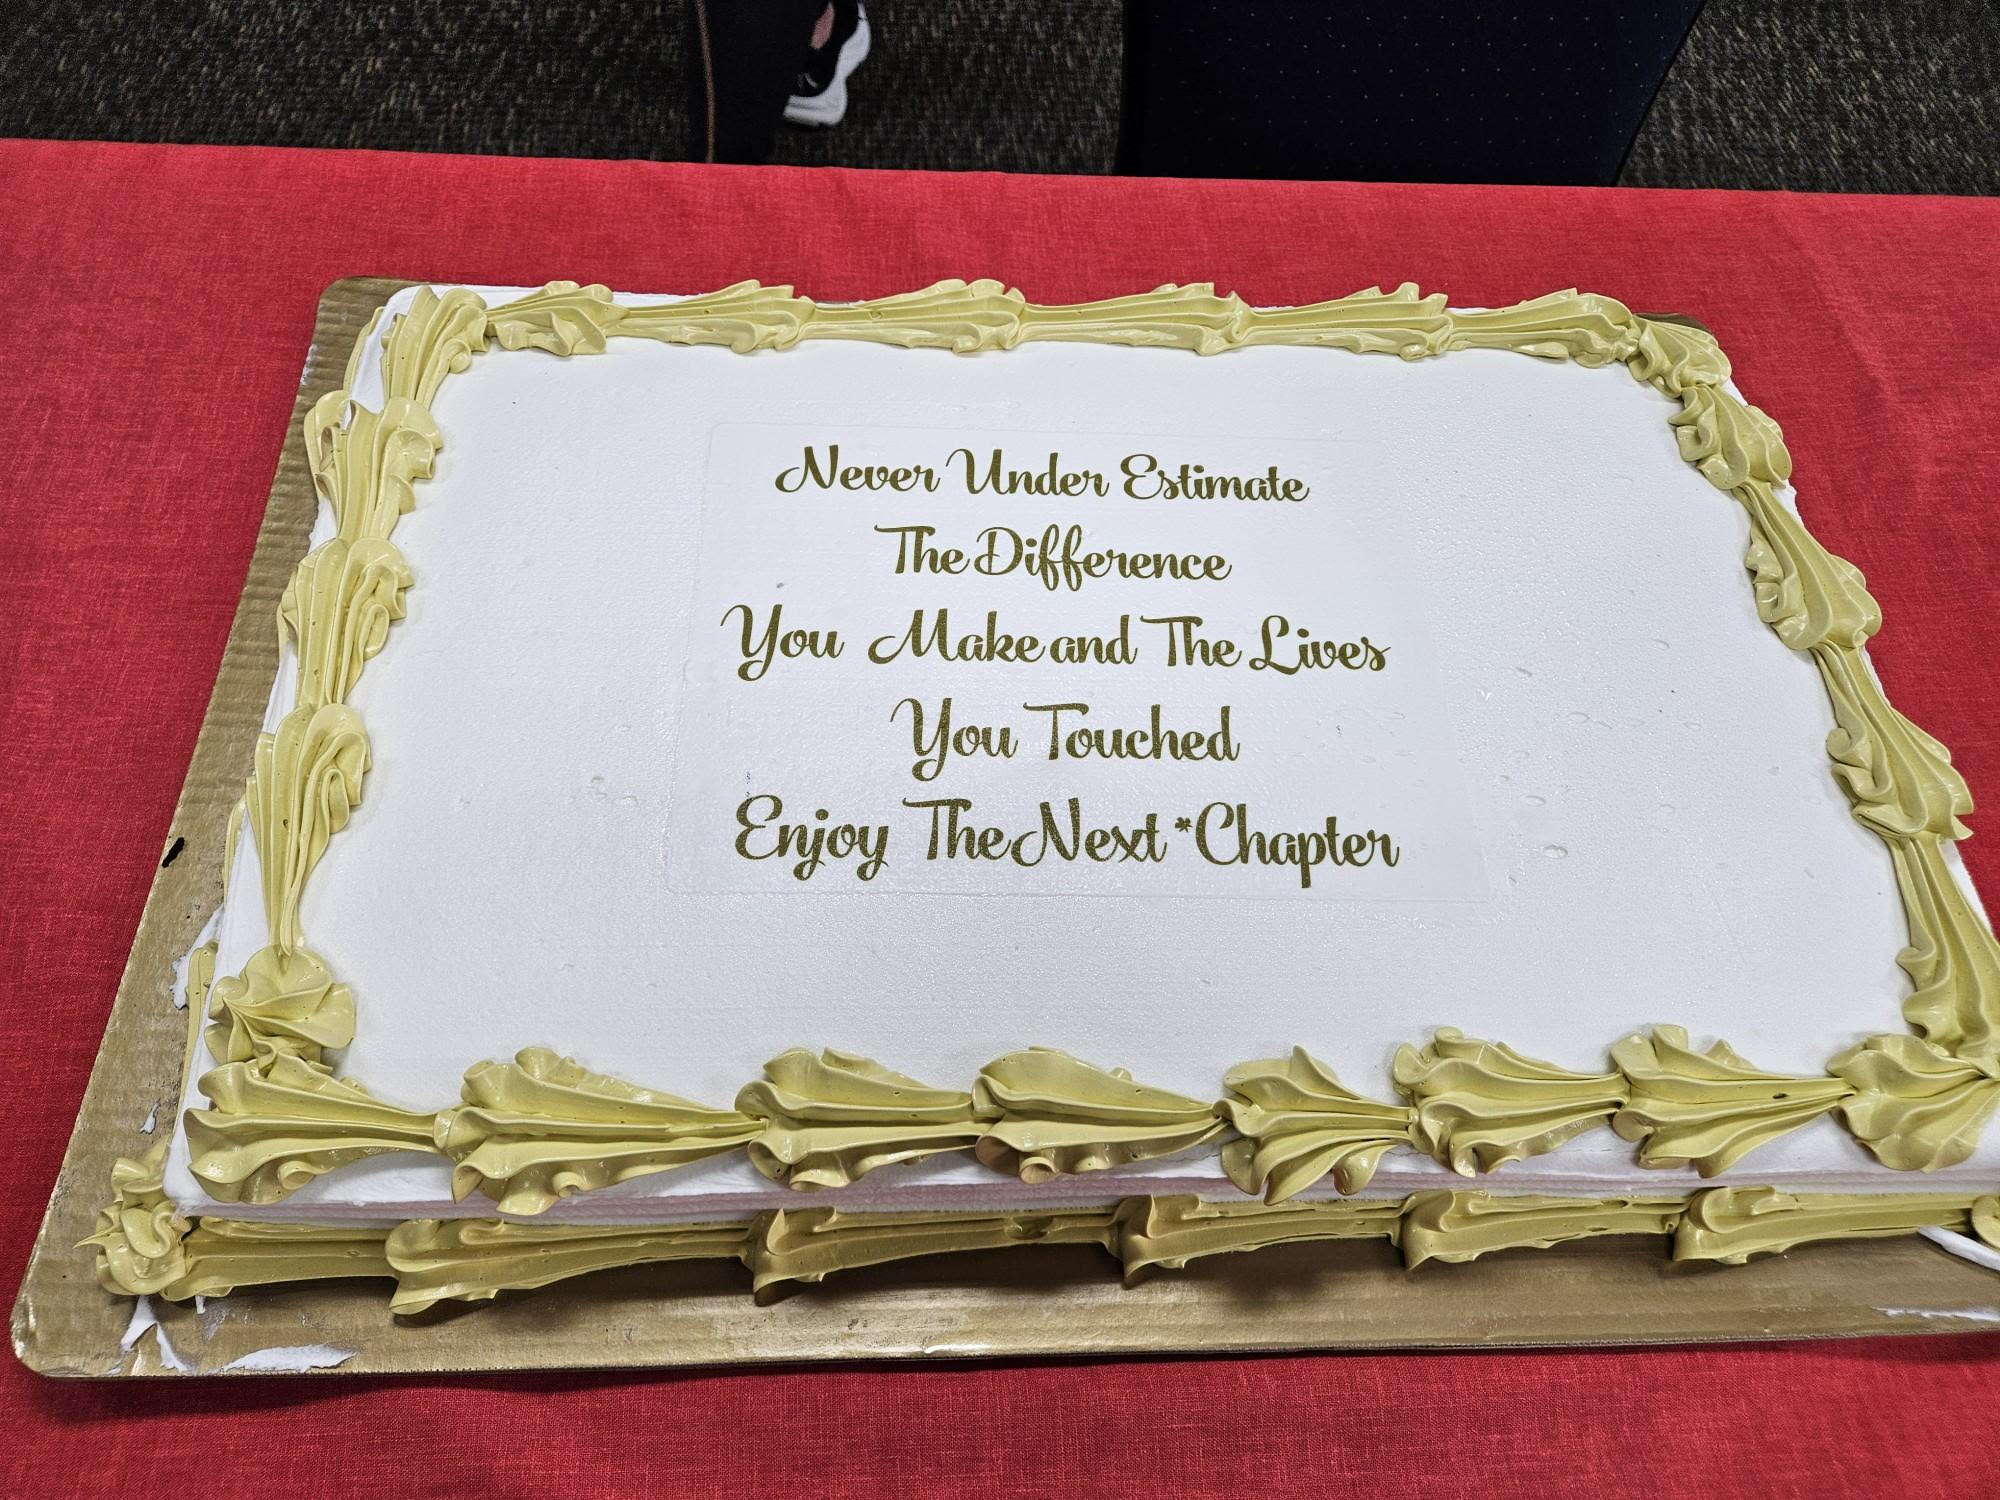 Never Under Estimate
The Difference
You Make and The Lives
You Touched
Enjoy The Next *Chapter